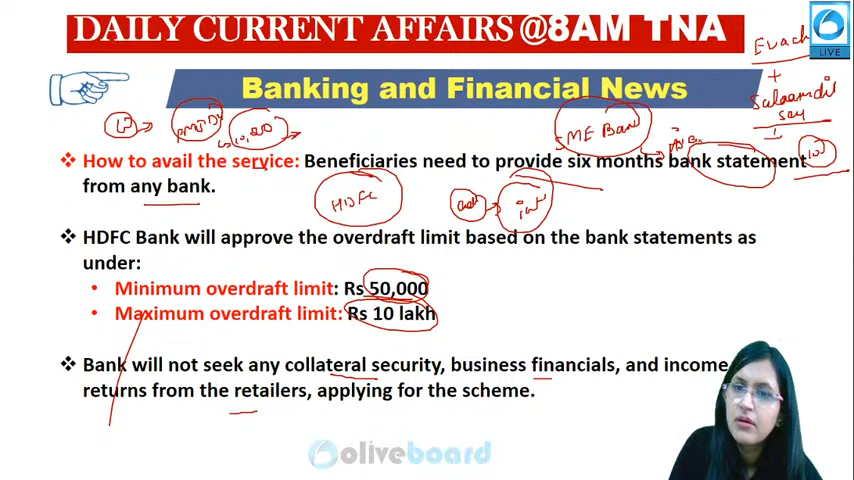 DAILY CURRENT AFFAIRS @8AM TNA
LIVE
Banking and Financial News
10,000
ME Bank
❖ How to avail the service: Beneficiaries need to provide six months bank statement
from any bank.
HDFC
❖ HDFC Bank will approve the overdraft limit based on the bank statements as
under:
• Minimum overdraft limit: Rs 50,000
• Maximum overdraft limit: Rs 10 lakh
❖ Bank will not seek any collateral security, business financials, and income
returns from the retailers, applying for the scheme.
oliveboard